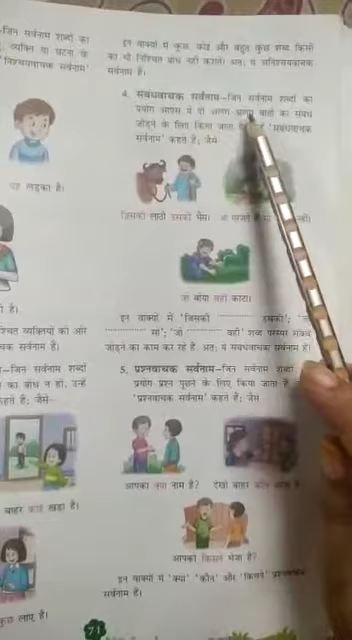 -जिन सर्वनाम शब्दों का
व्यक्ति या घटना के
'निश्चयवाचक सर्वनाम'
यह लड़का है।
है।
श्चित व्यक्तियों की ओर
चक सर्वनाम हैं।
-जिन सर्वनाम शब्दों
का बोध न हो, उन्हें
कहते हैं; जैसे-
बाहर कोई खड़ा है।
कुछ लाए हैं।
इन वाक्यों में कुछ, कोई और बहुत कुछ शब्द किसी
का भी निश्चित बोध नहीं कराते। अतः ये अनिश्चयवाचक
सर्वनाम हैं।
4. संबंधवाचक सर्वनाम-जिन सर्वनाम शब्दों का
प्रयोग आपस में दो अलग-अलग बातों का संबंध
जोड़ने के लिए किया जाता 'संबंधवाचक
सर्वनाम' कहते हैं; जैसे
जिसकी लाठी उसकी भैंस। जो गरजते हैं नहीं।
जो बोया वही काटा।
इन वाक्यों में 'जिसकी ........ उसकी';
........ सो'; 'जो ........ वही' शब्द परस्पर संबंध
जोड़ने का काम कर रहे हैं। अतः ये संबंधवाचक सर्वनाम हैं।
5. प्रश्नवाचक सर्वनाम-जिन सर्वनाम शब्दों
प्रयोग प्रश्न पूछने के लिए किया जाता है
'प्रश्नवाचक सर्वनाम' कहते हैं; जैसे
आपका क्या नाम है? देखो बाहर कौन आया है
आपको किसने भेजा है?
इन वाक्यों में 'क्या' 'कौन' और 'किसने' प्रश्नवाचक
सर्वनाम हैं।
71